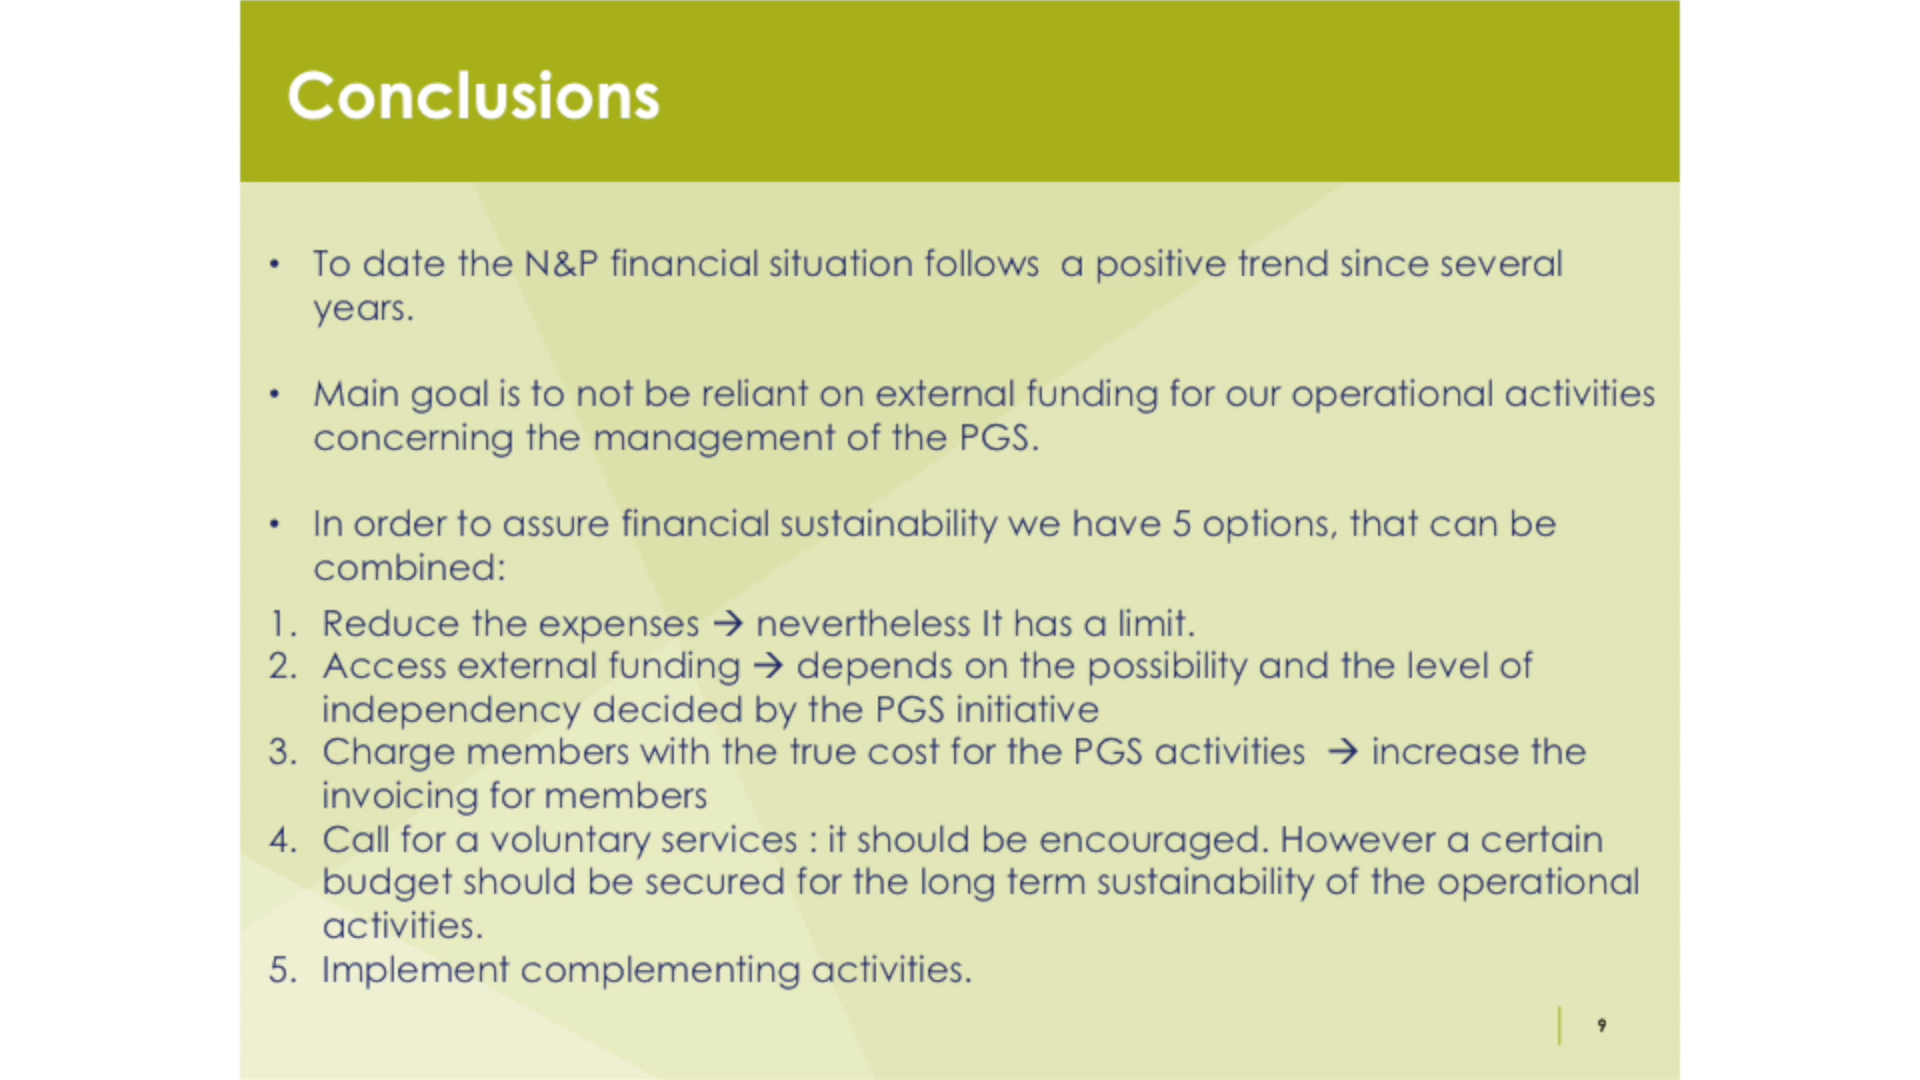 Conclusions
• To date the N&P financial situation follows  a positive trend since several
years.
• Main goal is to not be reliant on external funding for our operational activities
concerning the management of the PGS.
• In order to assure financial sustainability we have 5 options, that can be
combined:
1. Reduce the expenses → nevertheless It has a limit.
2. Access external funding → depends on the possibility and the level of
independency decided by the PGS initiative
3. Charge members with the true cost for the PGS activities  → increase the
invoicing for members
4. Call for a voluntary services : it should be encouraged. However a certain
budget should be secured for the long term sustainability of the operational
activities.
5. Implement complementing activities.
9